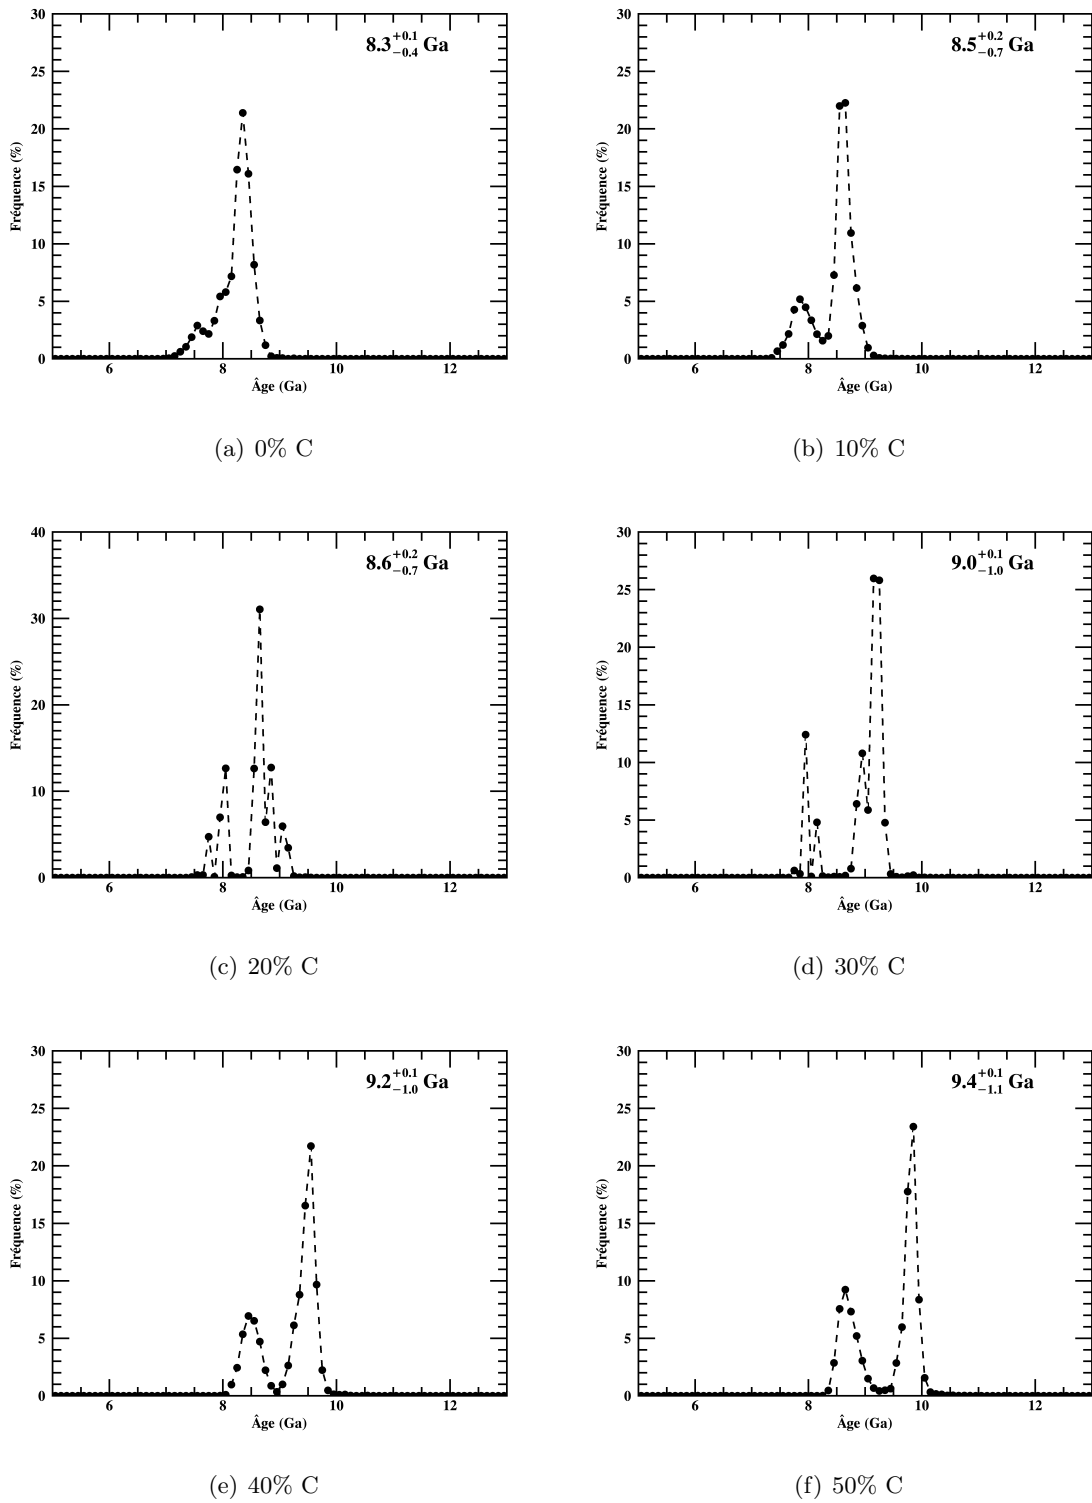 30
25
20
15
10
5
0
6
8
10
12
Fréquence (%)
Âge (Ga)
8.3+0.1−0.4 Ga
(a) 0% C
30
25
20
15
10
5
0
6
8
10
12
Fréquence (%)
Âge (Ga)
8.5+0.2−0.7 Ga
(b) 10% C
40
30
20
10
0
6
8
10
12
Fréquence (%)
Âge (Ga)
8.6+0.2−0.7 Ga
(c) 20% C
30
25
20
15
10
5
0
6
8
10
12
Fréquence (%)
Âge (Ga)
9.0+0.1−1.0 Ga
(d) 30% C
30
25
20
15
10
5
0
6
8
10
12
Fréquence (%)
Âge (Ga)
9.2+0.1−1.0 Ga
(e) 40% C
30
25
20
15
10
5
0
6
8
10
12
Fréquence (%)
Âge (Ga)
9.4+0.1−1.1 Ga
(f) 50% C